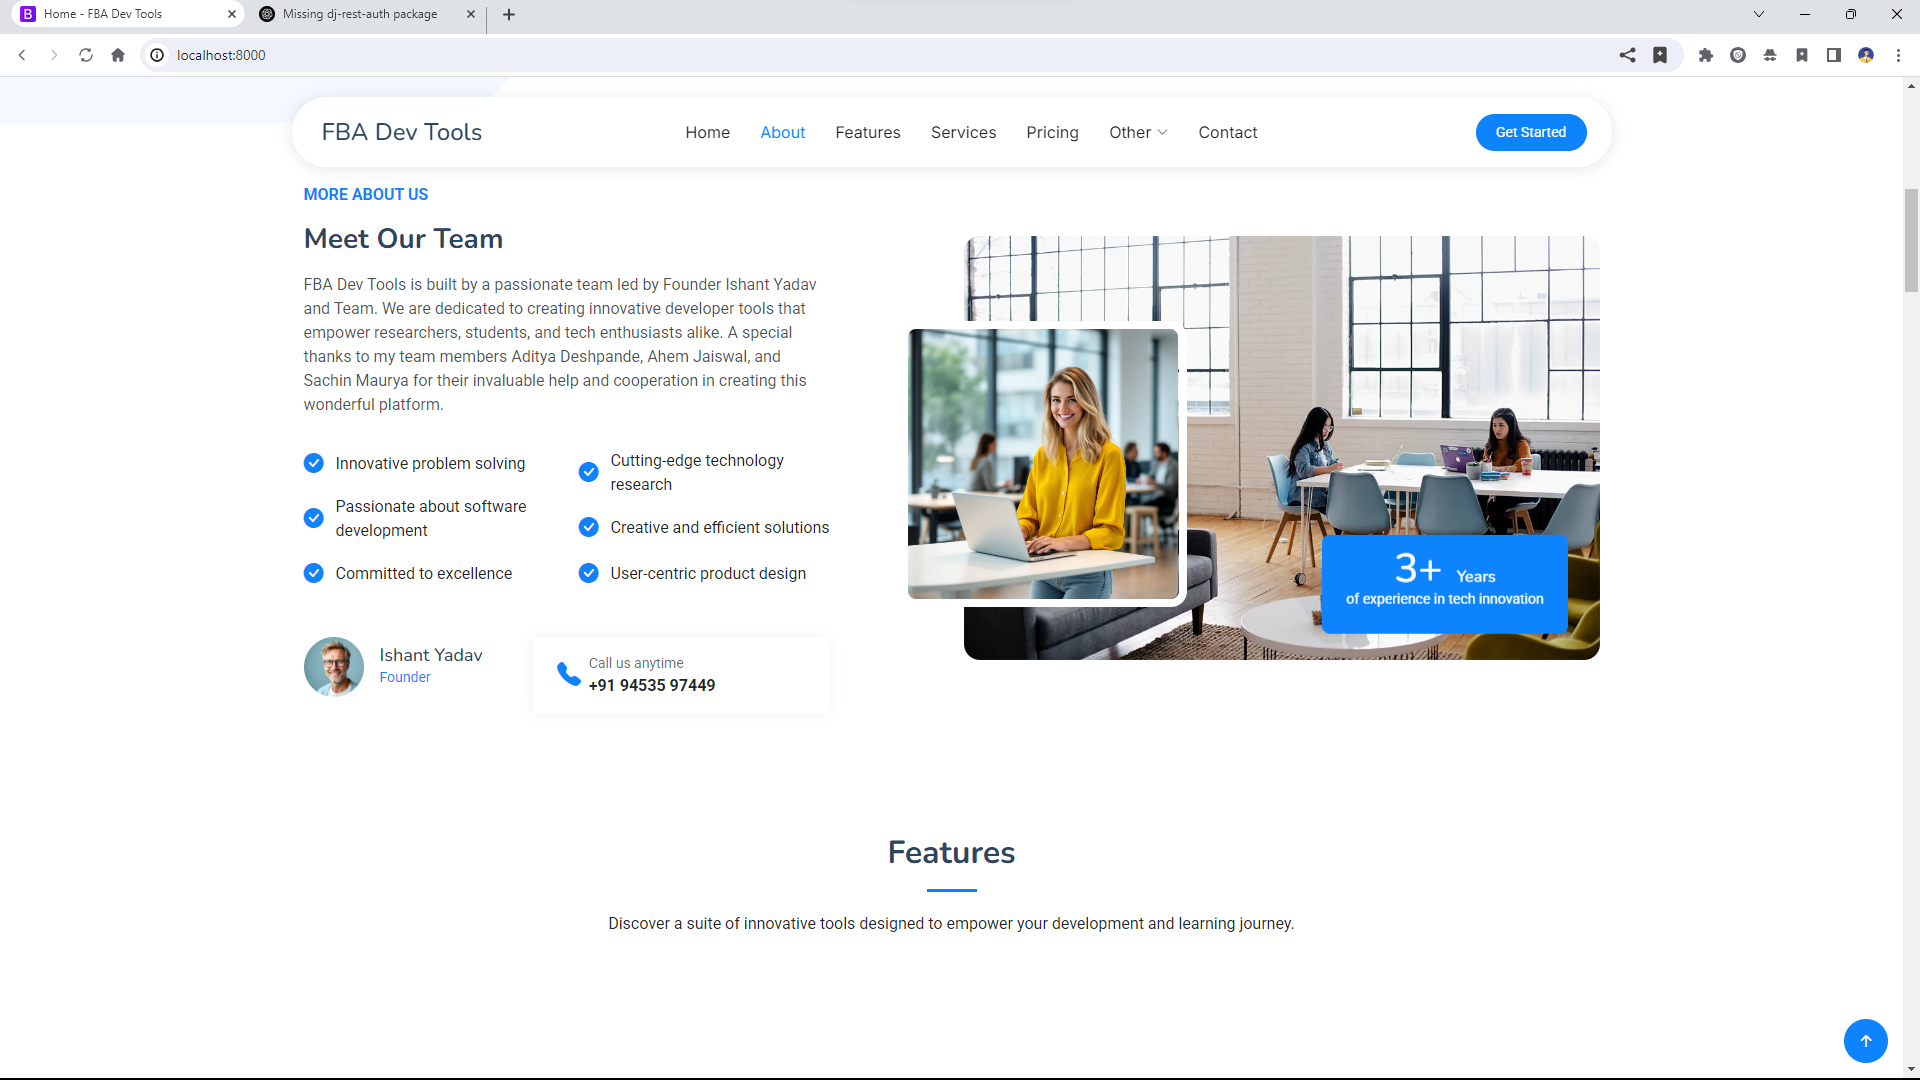 Home - FBA Dev Tools
Missing dj-rest-auth package
localhost:8000
FBA Dev Tools
Home
About
Features
Services
Pricing
Other
Contact
Get Started
MORE ABOUT US
Meet Our Team
FBA Dev Tools is built by a passionate team led by Founder Ishant Yadav
and Team. We are dedicated to creating innovative developer tools that
empower researchers, students, and tech enthusiasts alike. A special
thanks to my team members Aditya Deshpande, Ahem Jaiswal, and
Sachin Maurya for their invaluable help and cooperation in creating this
wonderful platform.
Innovative problem solving
Passionate about software
development
Committed to excellence
Cutting-edge technology
research
Creative and efficient solutions
User-centric product design
Ishant Yadav
Founder
Call us anytime
+91 94535 97449
3+ Years
of experience in tech innovation
Features
Discover a suite of innovative tools designed to empower your development and learning journey.